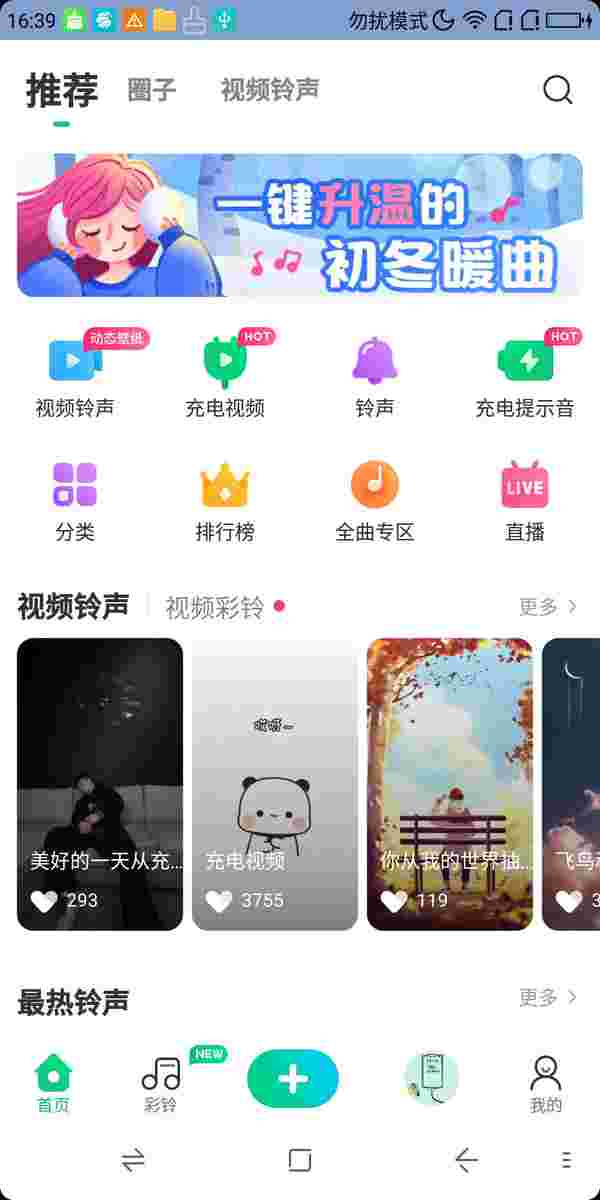 16:39
勿扰模式
推荐
圈子
视频铃声
一键升温的
初冬暖曲
动态壁纸
HOT
HOT
视频铃声
充电视频
铃声
充电提示音
LIVE
分类
排行榜
全曲专区
直播
视频铃声
视频彩铃
更多
哎呀~
美好的一天从充...
充电视频
你从我的世界抽...
飞鸟
293
3755
119
3
最热铃声
更多
NEW
首页
彩铃
我的